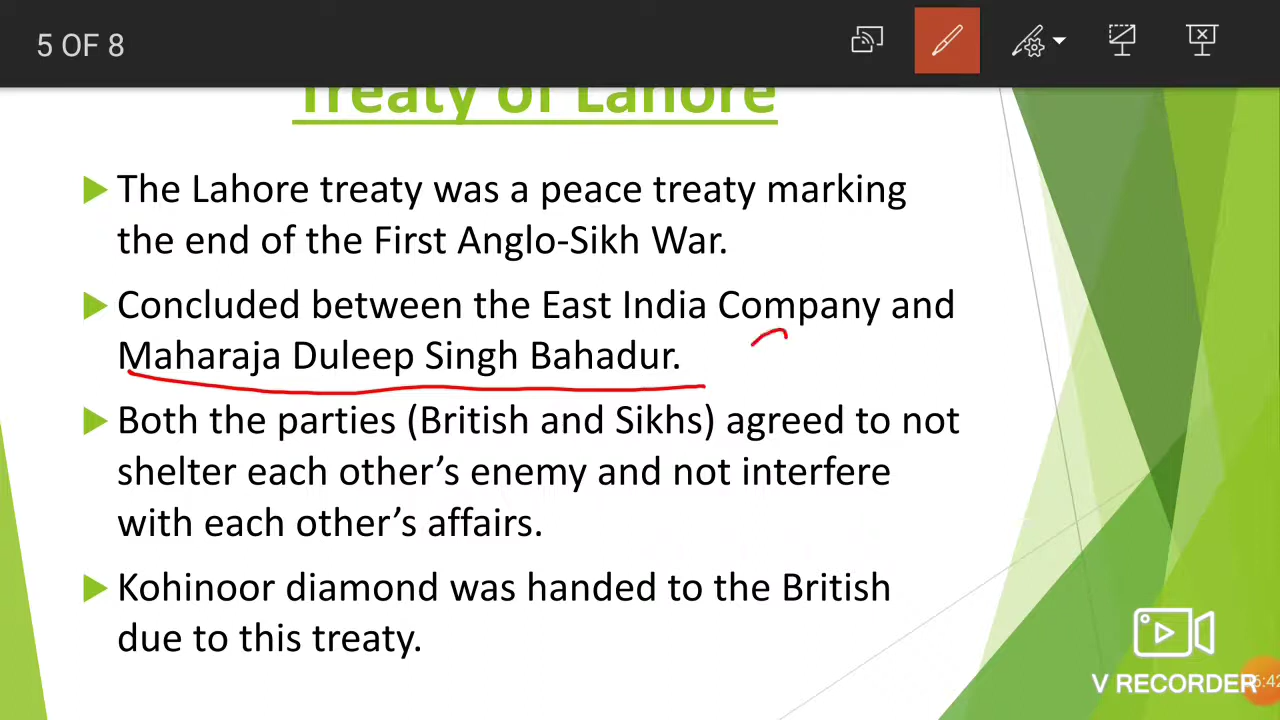 5 OF 8
Treaty of Lahore
The Lahore treaty was a peace treaty marking
the end of the First Anglo-Sikh War.
Concluded between the East India Company and
Maharaja Duleep Singh Bahadur.
Both the parties (British and Sikhs) agreed to not
shelter each other’s enemy and not interfere
with each other’s affairs.
Kohinoor diamond was handed to the British
due to this treaty.
V RECORDER